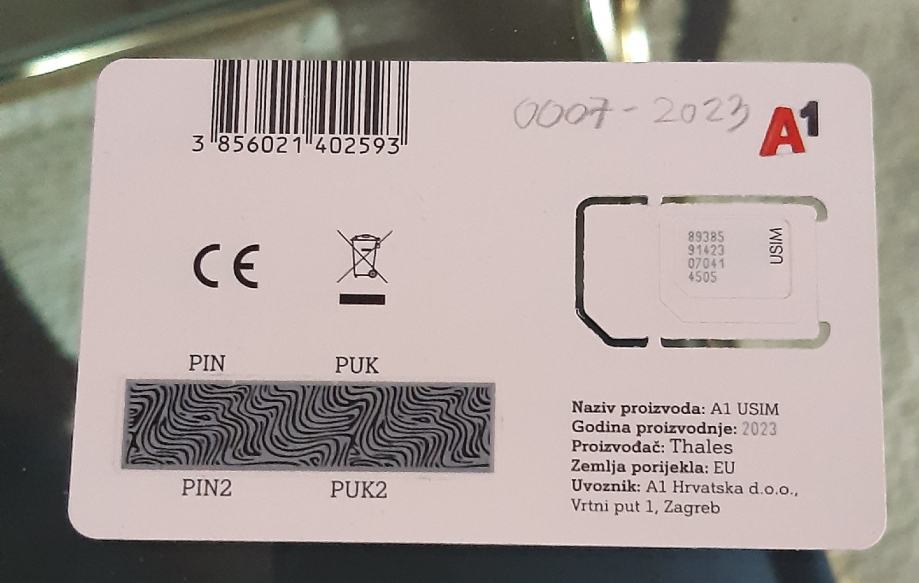 0007-2023
A1
3 856021 402593
89385
91423
07041
4505
USIM
CE
PIN PUK
PIN2 PUK2
Naziv proizvoda: A1 USIM
Godina proizvodnje: 2023
Proizvođač: Thales
Zemlja porijekla: EU
Uvoznik: A1 Hrvatska d.o.o.,
Vrtni put 1, Zagreb